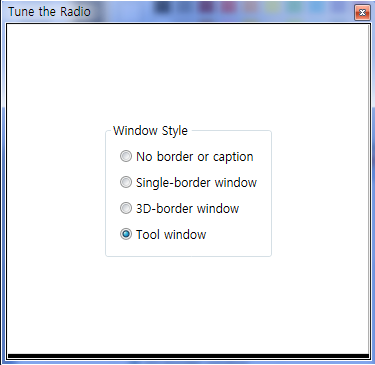 Tune the Radio
Window Style
No border or caption
Single-border window
3D-border window
Tool window